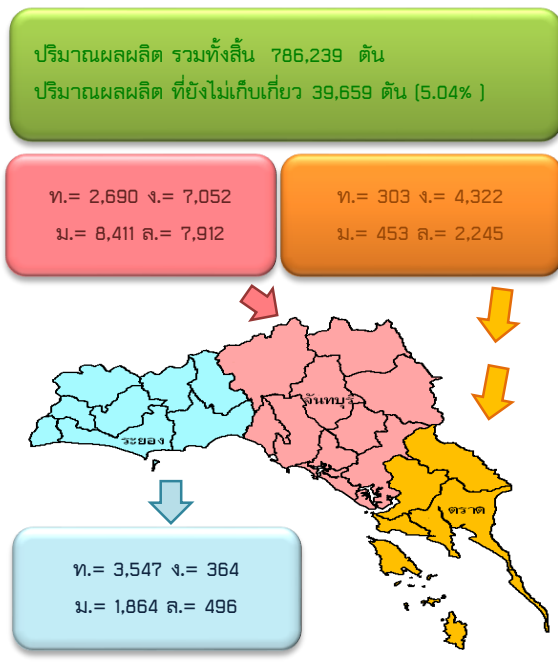 ปริมาณผลผลิต รวมทั้งสิ้น 786,239 ตัน
ปริมาณผลผลิต ที่ยังไม่เก็บเกี่ยว 39,659 ตัน (5.04% )
ท.= 2,690 ง.= 7,052
ม.= 8,411 ล.= 7,912
ท.= 303 ง.= 4,322
ม.= 453 ล.= 2,245
จันทบุรี
ระยอง
ตราด
ท.= 3,547 ง.= 364
ม.= 1,864 ล.= 496